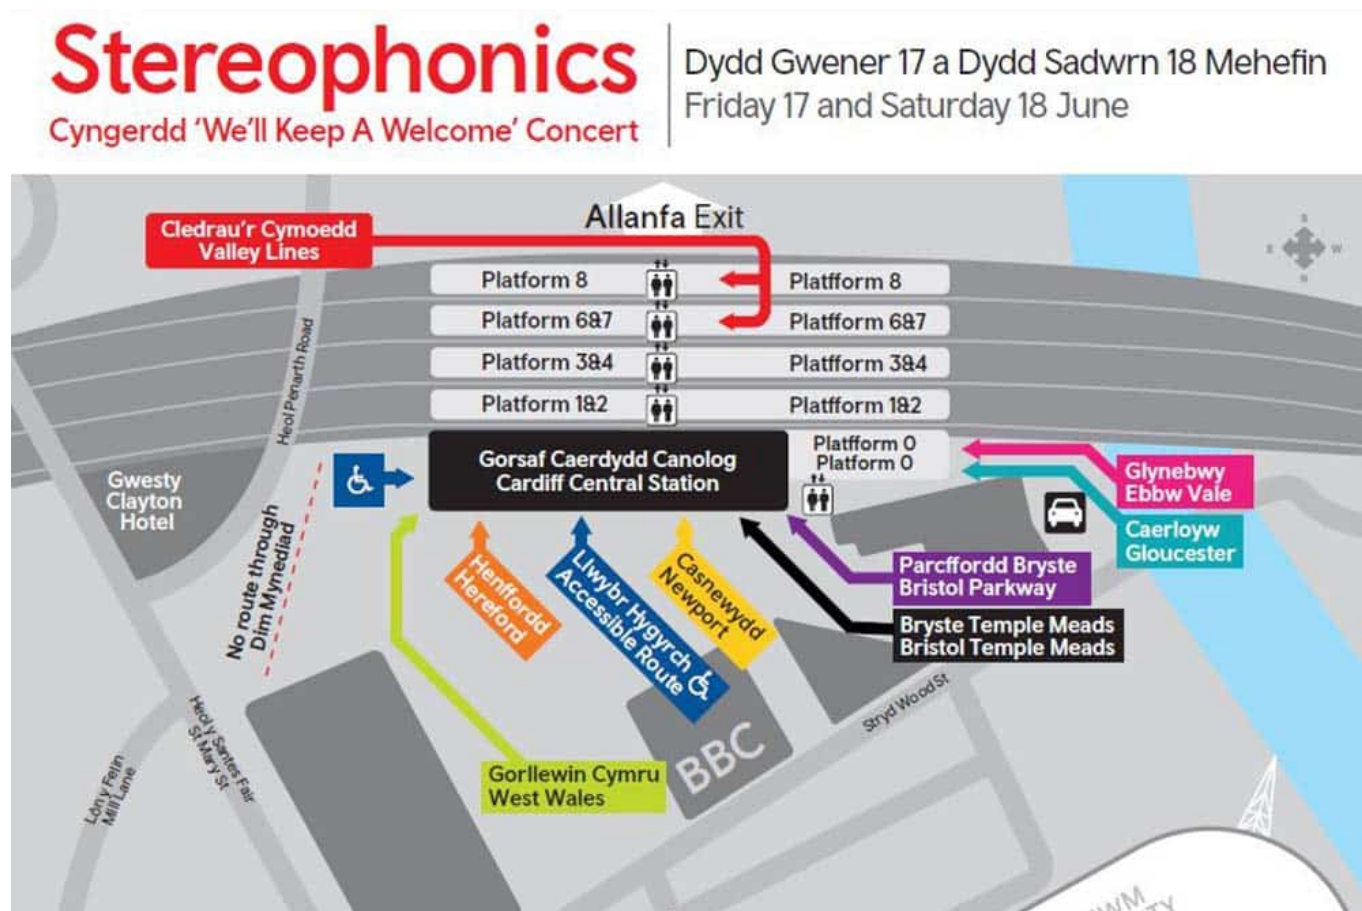 Stereophonics
Cyngerdd 'We'll Keep A Welcome' Concert
Dydd Gwener 17 a Dydd Sadwrn 18 Mehefin
Friday 17 and Saturday 18 June
Allanfa Exit
Cledrau'r Cymoedd
Valley Lines
S
E W
N
Platform 8
Platfform 8
Platform 6&7
Platfform 6&7
Platform 3&4
Platfform 3&4
Platform 1&2
Platfform 1&2
Heol Penarth Road
Gorsaf Caerdydd Canolog
Cardiff Central Station
Platfform 0
Platform 0
Glynebwy
Ebbw Vale
Caerloyw
Gloucester
Gwesty
Clayton
Hotel
No route through
Dim Mynediad
Henffordd
Hereford
Llwybr Hygyrch
Accessible Route
Casnewydd
Newport
Parcffordd Bryste
Bristol Parkway
Bryste Temple Meads
Bristol Temple Meads
Stryd Wood St
Heol y Santes Fair
St Mary St
Lôn y Felin
Mill Lane
Gorllewin Cymru
West Wales
BBC